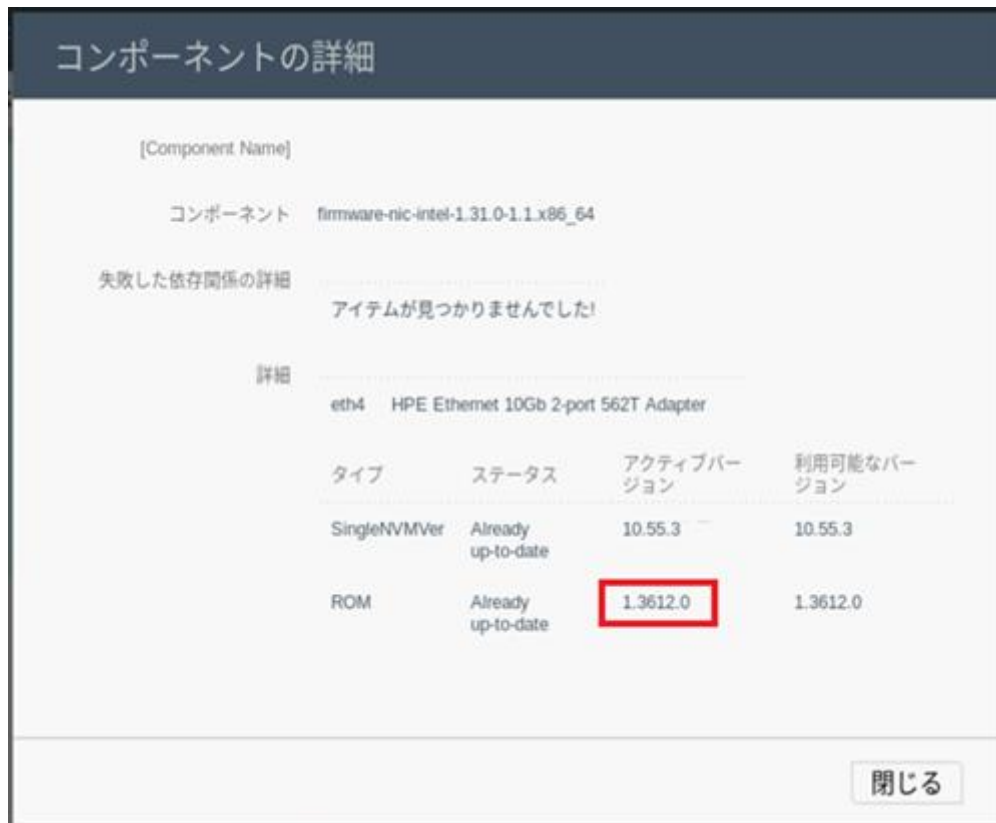 コンポーネントの詳細
[Component Name]
コンポーネント firmware-nic-intel-1.31.0-1.1.x86_64
失敗した依存関係の詳細
アイテムが見つかりませんでした!
詳細
eth4 HPE Ethernet 10Gb 2-port 562T Adapter
タイプ ステータス アクティブバー 利用可能なバー
ジョン ジョン
SingleNVMVer Already 10.55.3 10.55.3
up-to-date
ROM Already 1.3612.0 1.3612.0
up-to-date
閉じる